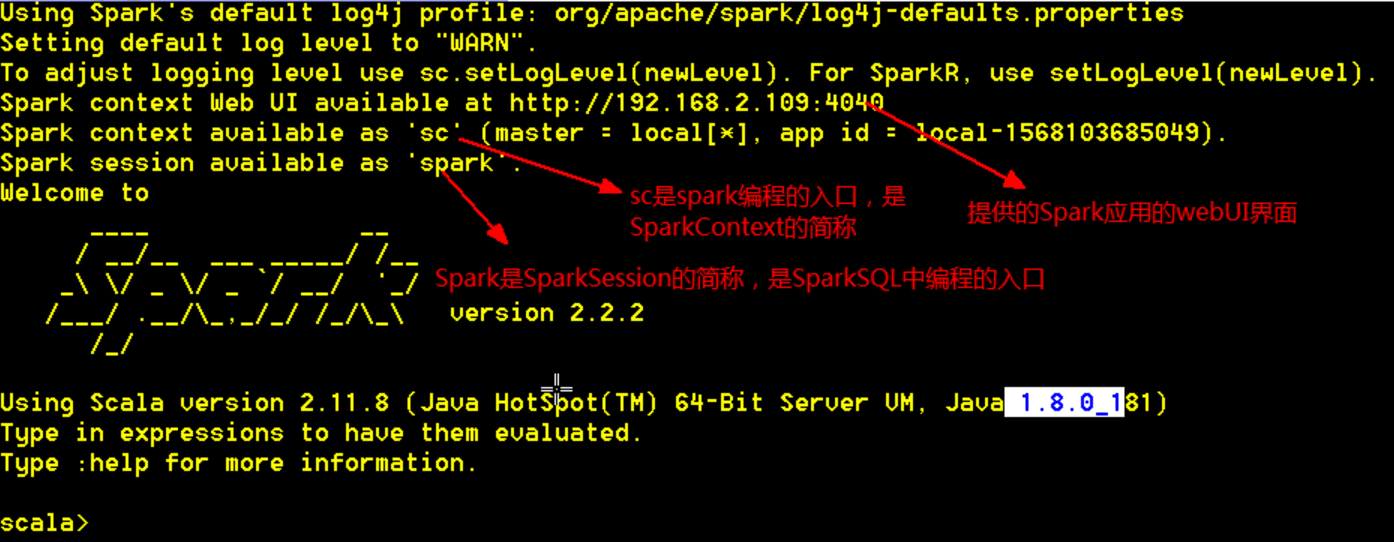 Using Spark's default log4j profile: org/apache/spark/log4j-defaults.properties
Setting default log level to "WARN".
To adjust logging level use sc.setLogLevel(newLevel). For SparkR, use setLogLevel(newLevel).
Spark context Web UI available at http://192.168.2.109:4040
Spark context available as 'sc' (master = local[*], app id = local-1568103685049).
Spark session available as 'spark'.
Welcome to
sc是spark编程的入口，是
SparkContext的简称
提供的Spark应用的webUI界面
Spark
Spark是SparkSession的简称，是SparkSQL中编程的入口
version 2.2.2
Using Scala version 2.11.8 (Java HotSpot(TM) 64-Bit Server VM, Java 1.8.0_181)
Type in expressions to have them evaluated.
Type :help for more information.
scala>